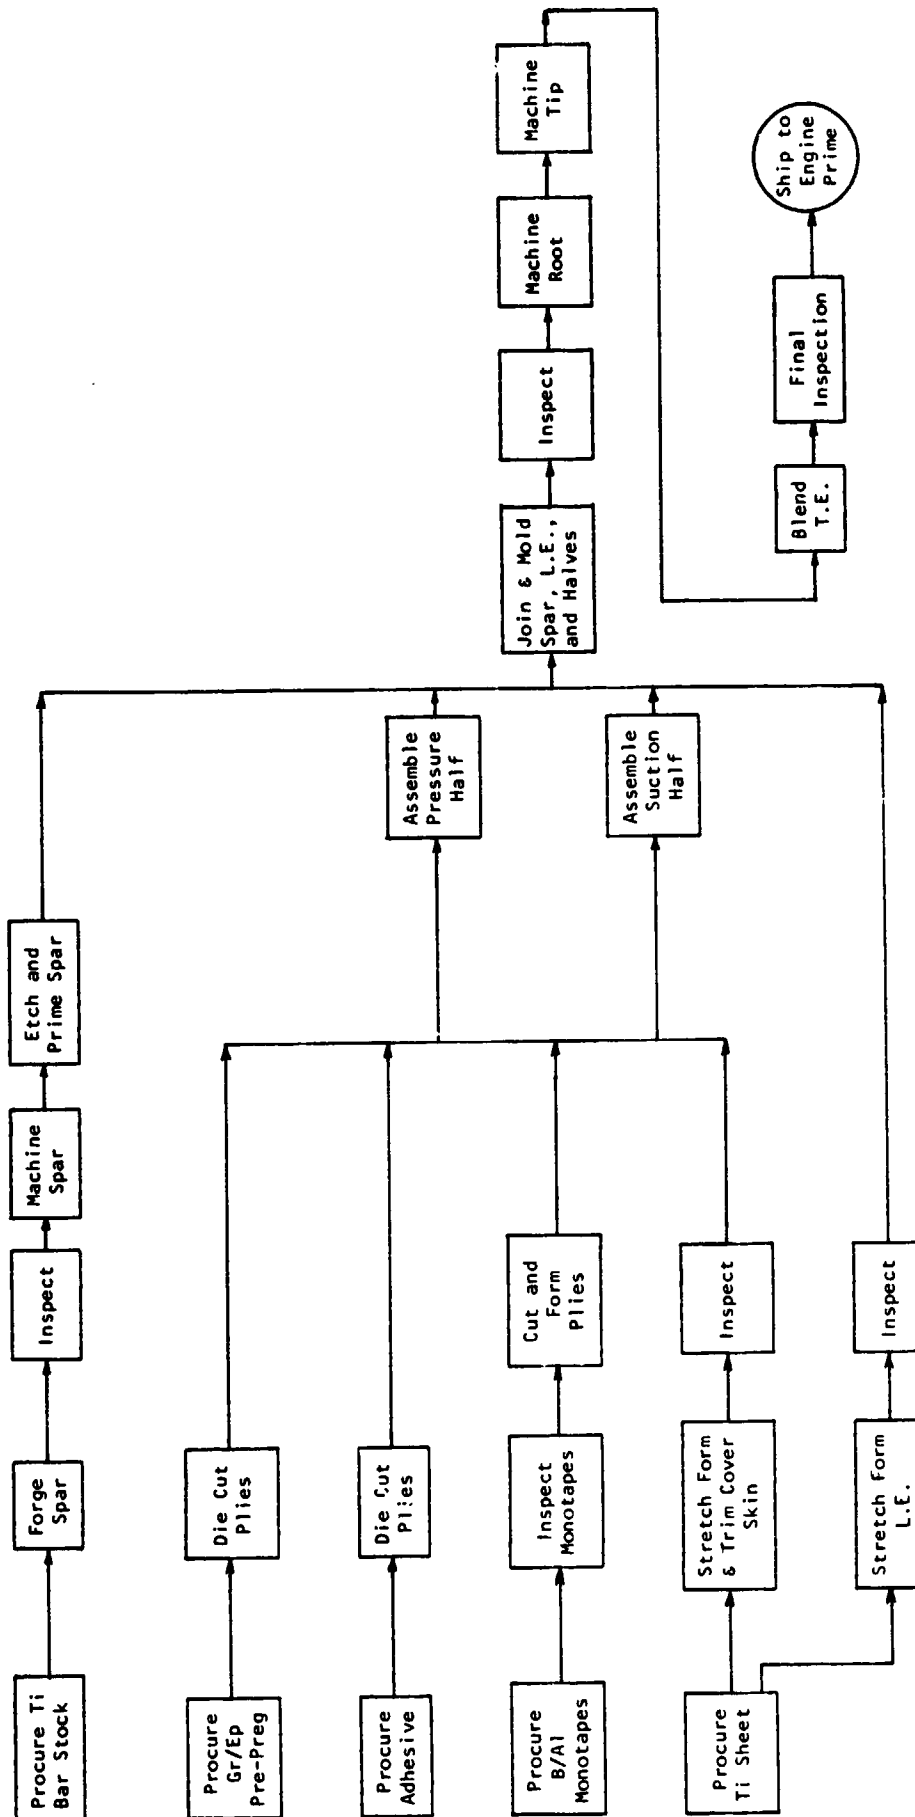 Procure Ti
Bar Stock
Forge
Spar
Inspect
Machine
Spar
Etch and
Prime Spar
Procure
Gr/Ep
Pre-Preg
Die Cut
Plies
Procure
Adhesive
Die Cut
Plies
Procure
B/Al
Monotapes
Inspect
Monotapes
Cut and
Form
Plies
Procure
Ti Sheet
Stretch Form
& Trim Cover
Skin
Inspect
Stretch Form
L.E.
Inspect
Assemble
Pressure
Half
Assemble
Suction
Half
Join & Mold
Spar, L.E.,
and Halves
Inspect
Machine
Root
Machine
Tip
Blend
T.E.
Final
Inspection
Ship to
Engine
Prime